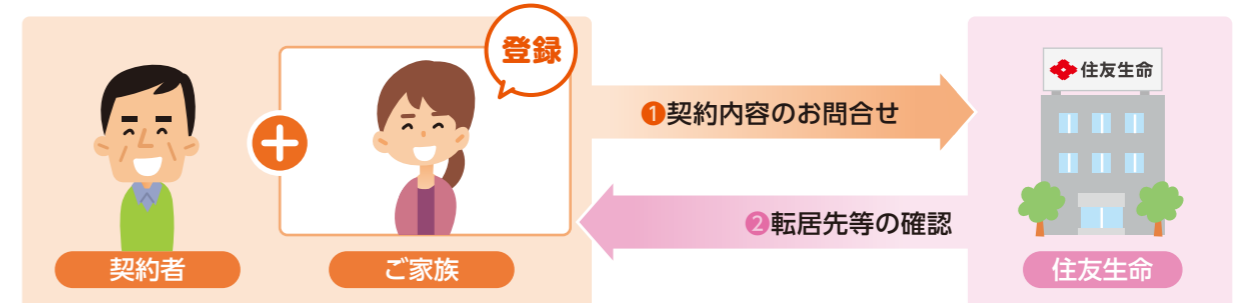 登録
住友生命
❶契約内容のお問合せ
❷転居先等の確認
契約者
ご家族
住友生命